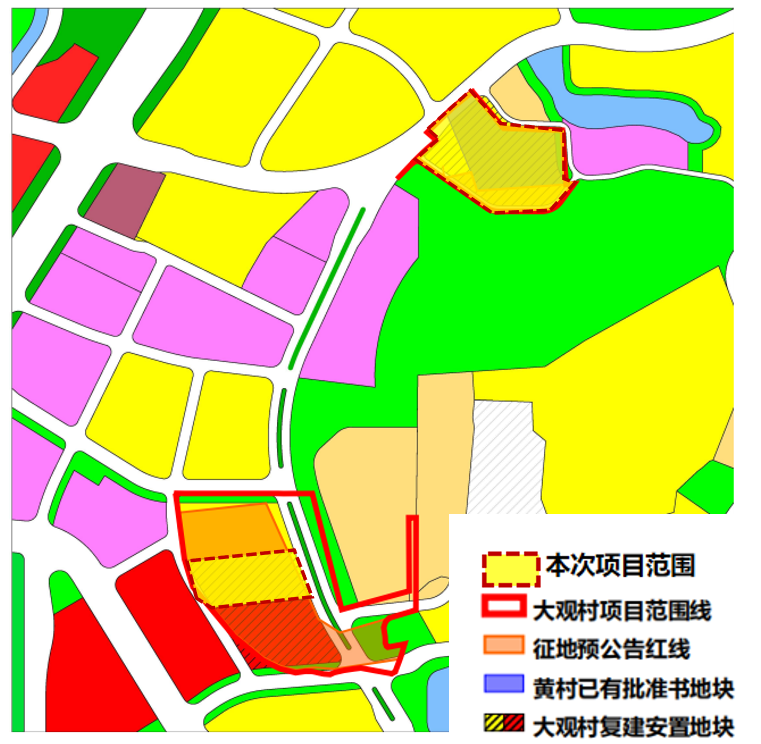 本次项目范围
大观村项目范围线
征地预公告红线
黄村已有批准书地块
大观村复建安置地块